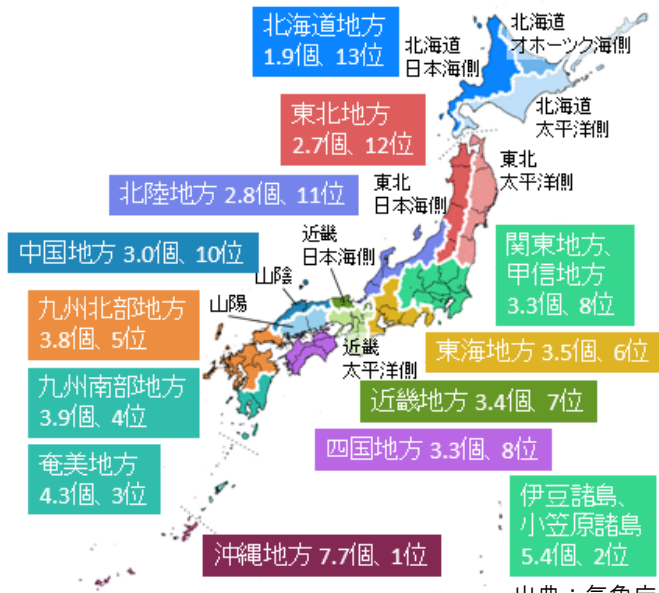 北海道地方
1.9個、13位
北海道
日本海側
北海道
オホーツク海側
北海道
太平洋側
東北地方
2.7個、12位
東北
日本海側
東北
太平洋側
北陸地方 2.8個、11位
中国地方 3.0個、10位
近畿
日本海側
関東地方、
甲信地方
3.3個、8位
山陰
山陽
九州北部地方
3.8個、5位
近畿
太平洋側
東海地方 3.5個、6位
九州南部地方
3.9個、4位
近畿地方 3.4個、7位
四国地方 3.3個、8位
奄美地方
4.3個、3位
伊豆諸島、
小笠原諸島
5.4個、2位
沖縄地方 7.7個、1位
出典：気象庁